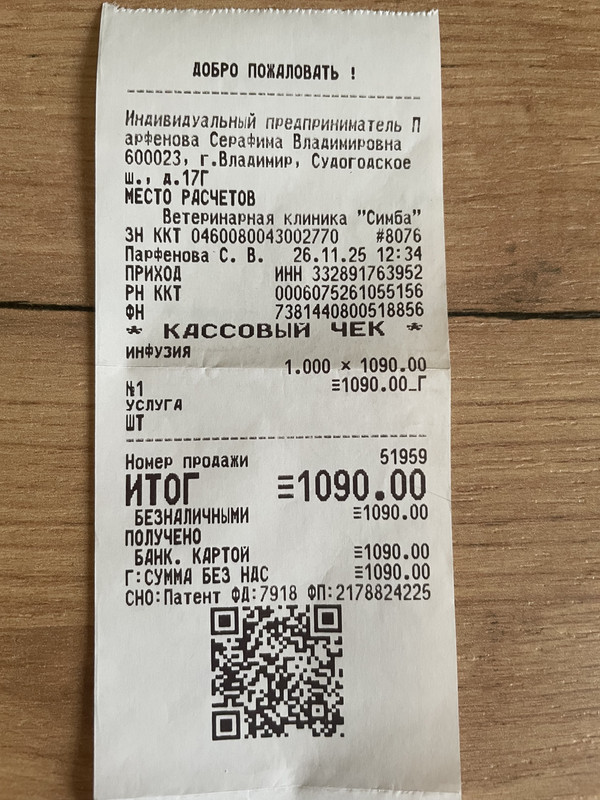 ДОБРО ПОЖАЛОВАТЬ !
Индивидуальный предприниматель П
арфенова Серафима Владимировна
600023, г.Владимир, Судогодское
ш., д.17Г
МЕСТО РАСЧЕТОВ
Ветеринарная клиника "Симба"
ЗН ККТ 0460080043002770 #8076
Парфенова С. В. 26.11.25 12:34
ПРИХОД ИНН 332891763952
РН ККТ 0006075261055156
ФН 7381440800518856
* КАССОВЫЙ ЧЕК *
ИНФУЗИЯ
1.000 × 1090.00
№1 ≡1090.00_Г
УСЛУГА
ШТ
Номер продажи 51959
ИТОГ ≡1090.00
БЕЗНАЛИЧНЫМИ ≡1090.00
ПОЛУЧЕНО
БАНК. КАРТОЙ ≡1090.00
Г:СУММА БЕЗ НДС ≡1090.00
СНО:Патент ФД:7918 ФП:2178824225